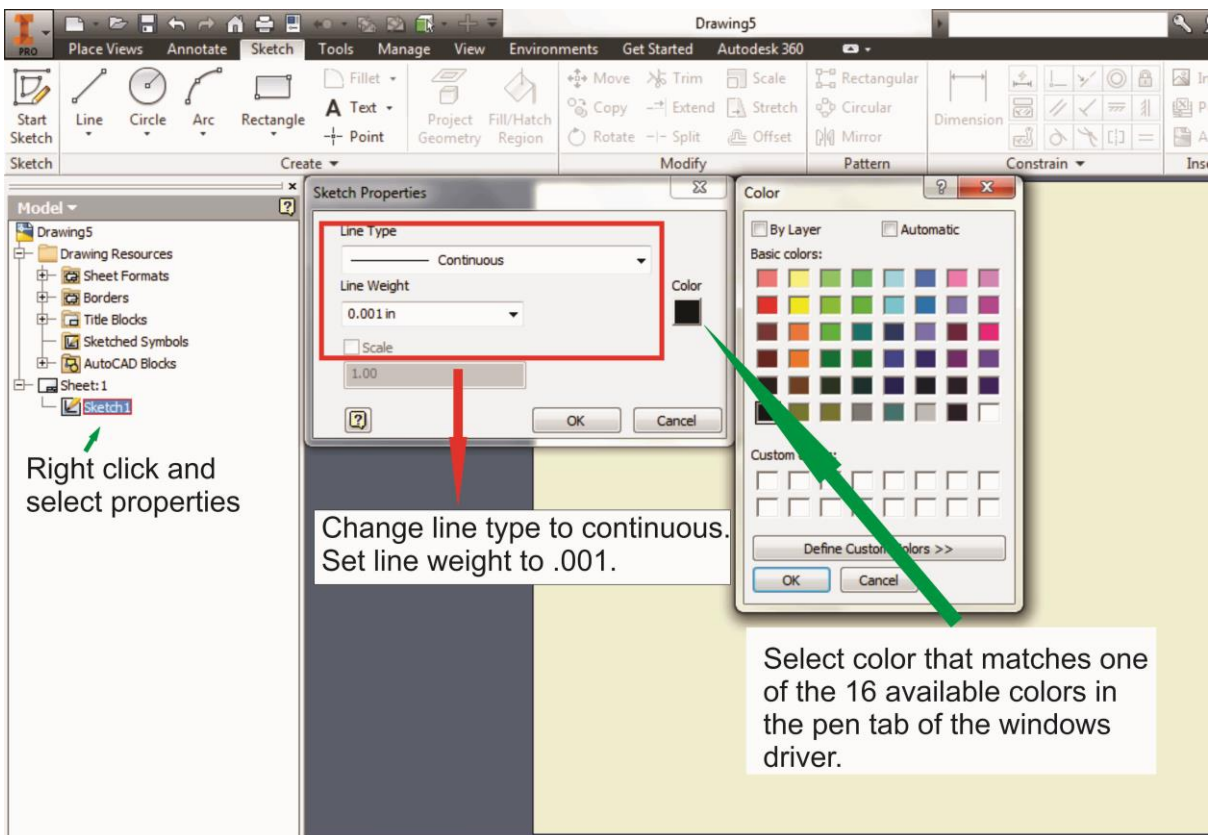 Drawing5
PRO
Place Views Annotate Sketch Tools Manage View Environments Get Started Autodesk 360
Start Sketch
Line
Circle
Arc
Rectangle
Fillet
A Text
Point
Project Geometry
Fill/Hatch Region
Move Trim Scale
Copy Extend Stretch
Rotate Split Offset
Rectangular
Circular
Mirror
Dimension
Sketch
Create
Modify
Pattern
Constrain
Model
Drawing5
Drawing Resources
Sheet Formats
Borders
Title Blocks
Sketched Symbols
AutoCAD Blocks
Sheet:1
Sketch1
Right click and
select properties
Sketch Properties
Line Type
Continuous
Line Weight
Color
0.001 in
Scale
1.00
OK Cancel
Change line type to continuous.
Set line weight to .001.
Color
By Layer Automatic
Basic colors:
Custom
Define Custom Colors >>
OK Cancel
Select color that matches one
of the 16 available colors in
the pen tab of the windows
driver.